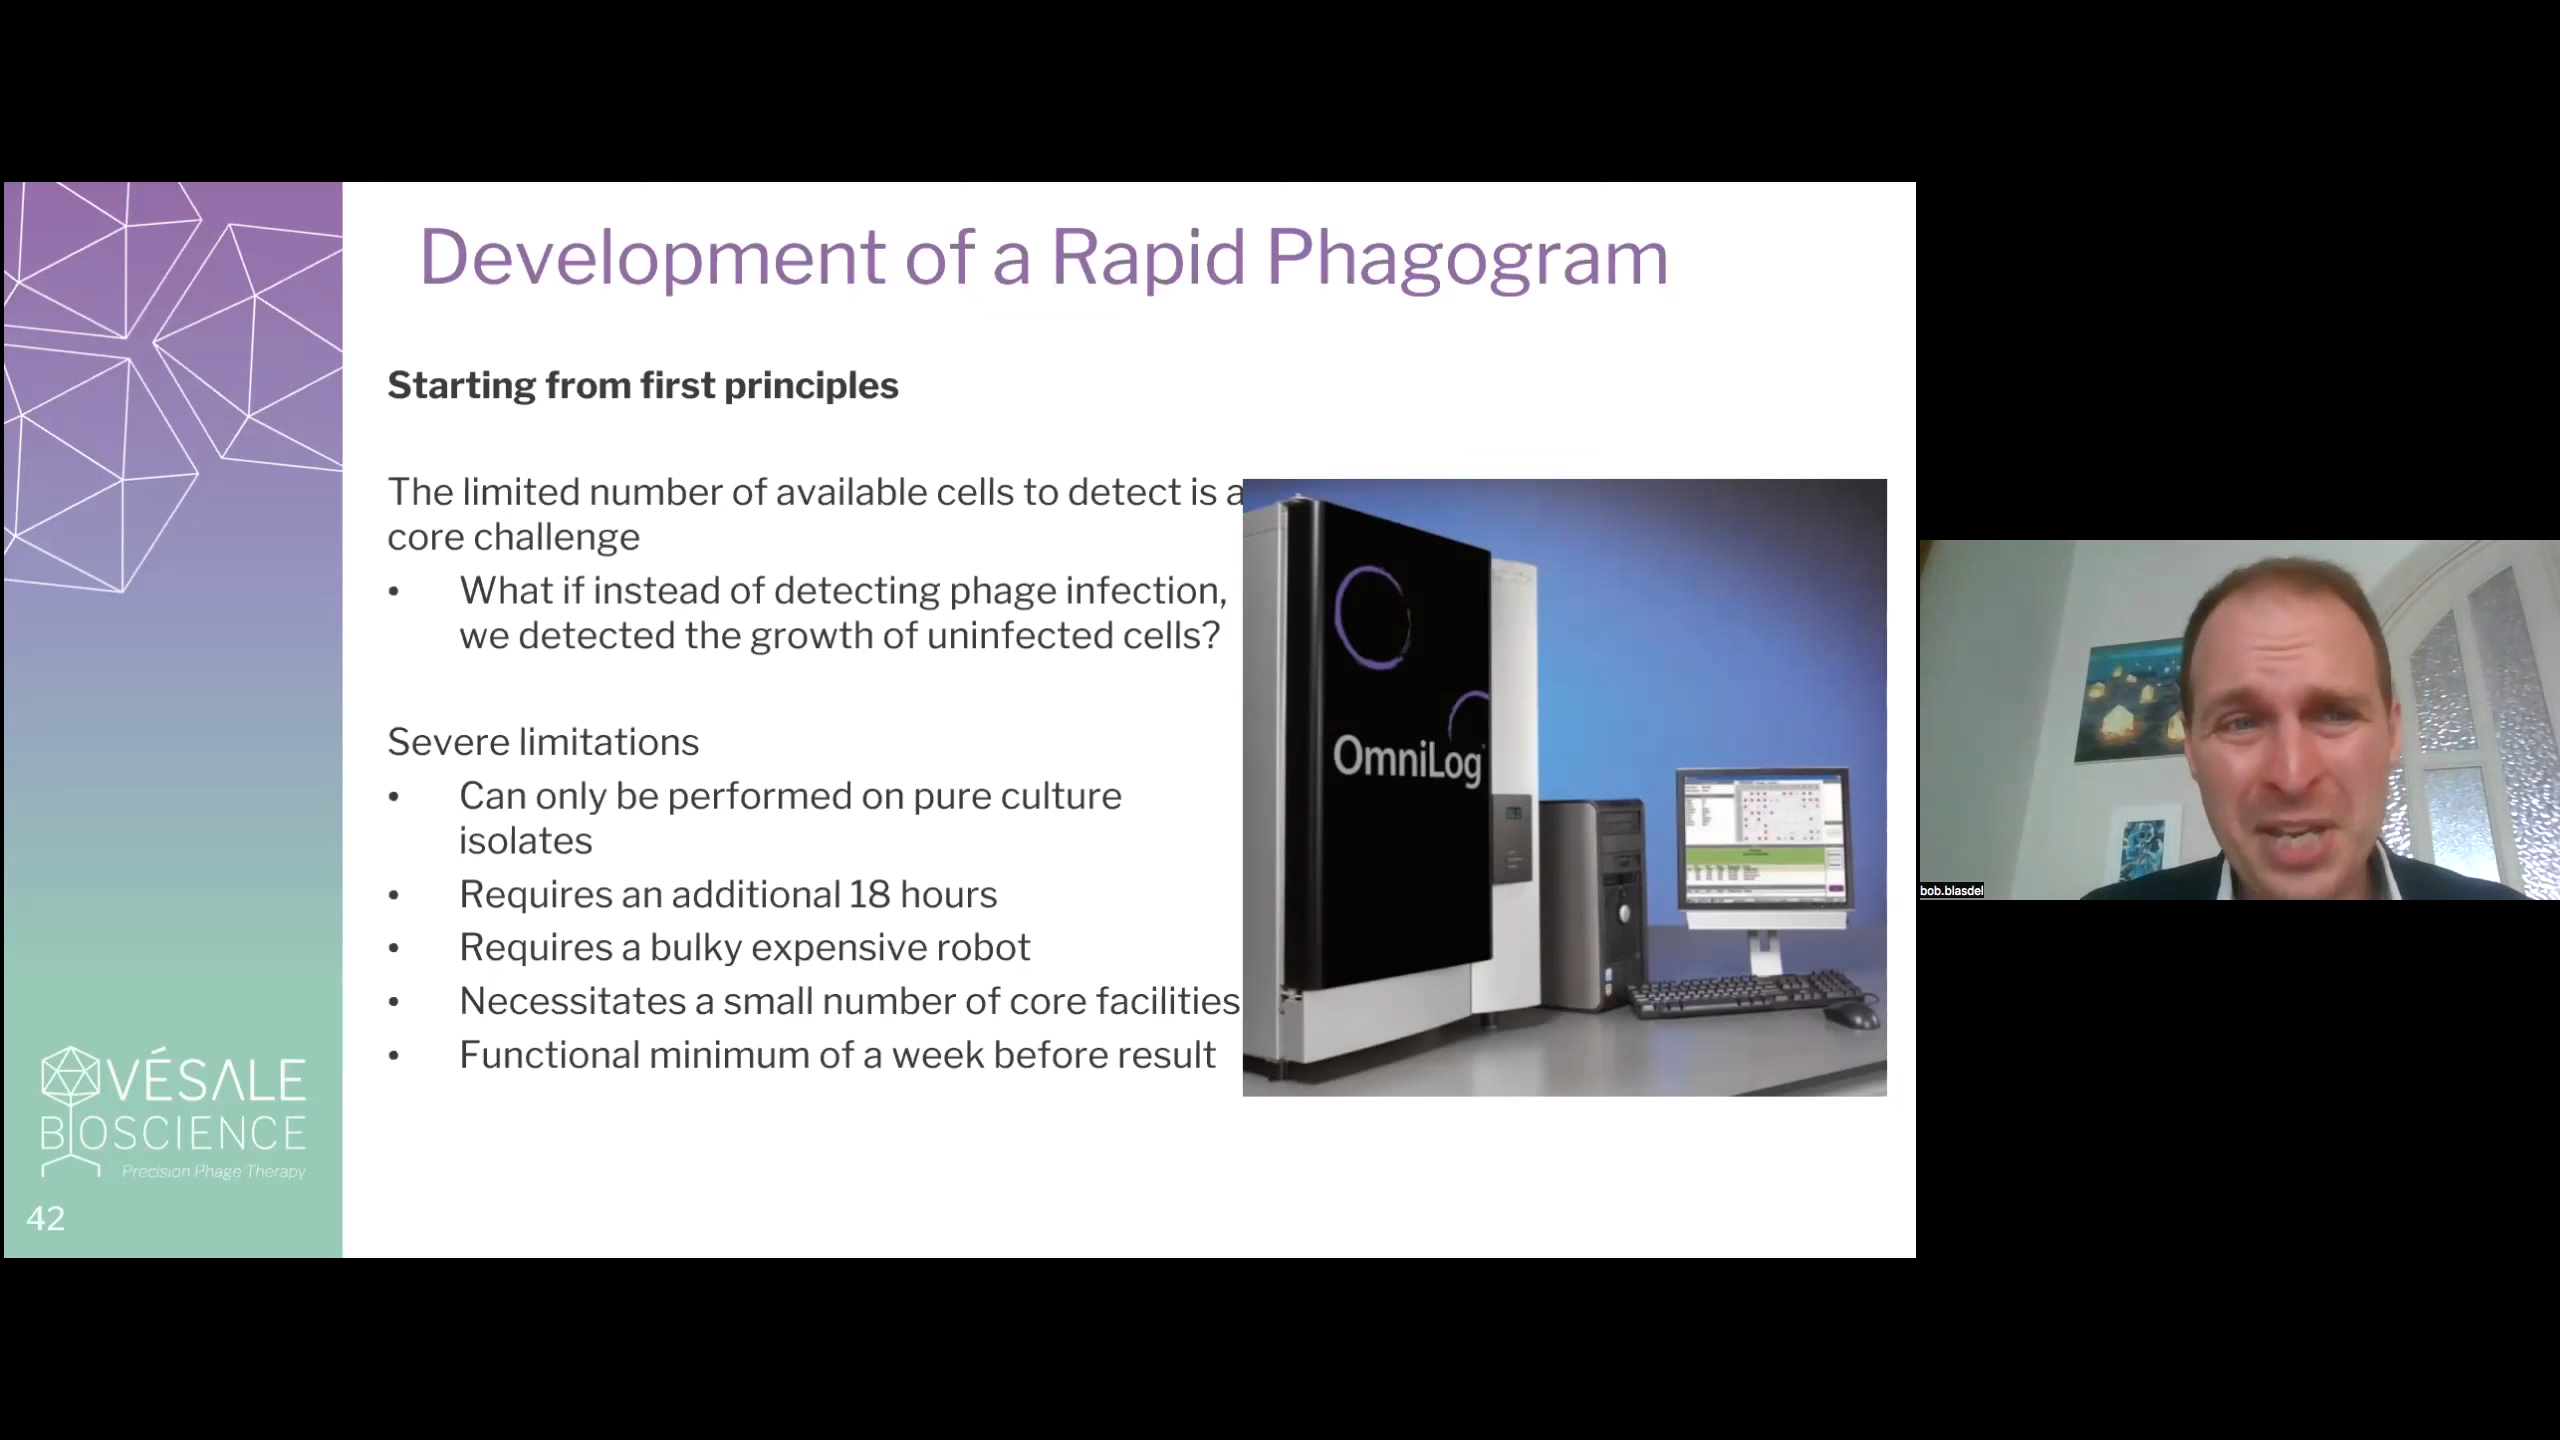 Development of a Rapid Phagogram
Starting from first principles
The limited number of available cells to detect is a
core challenge
• What if instead of detecting phage infection,
we detected the growth of uninfected cells?
Severe limitations
• Can only be performed on pure culture
isolates
• Requires an additional 18 hours
• Requires a bulky expensive robot
• Necessitates a small number of core facilities
• Functional minimum of a week before result
OmniLog
VÉSALE
BIOSCIENCE
Precision Phage Therapy
42
bob.blasdel